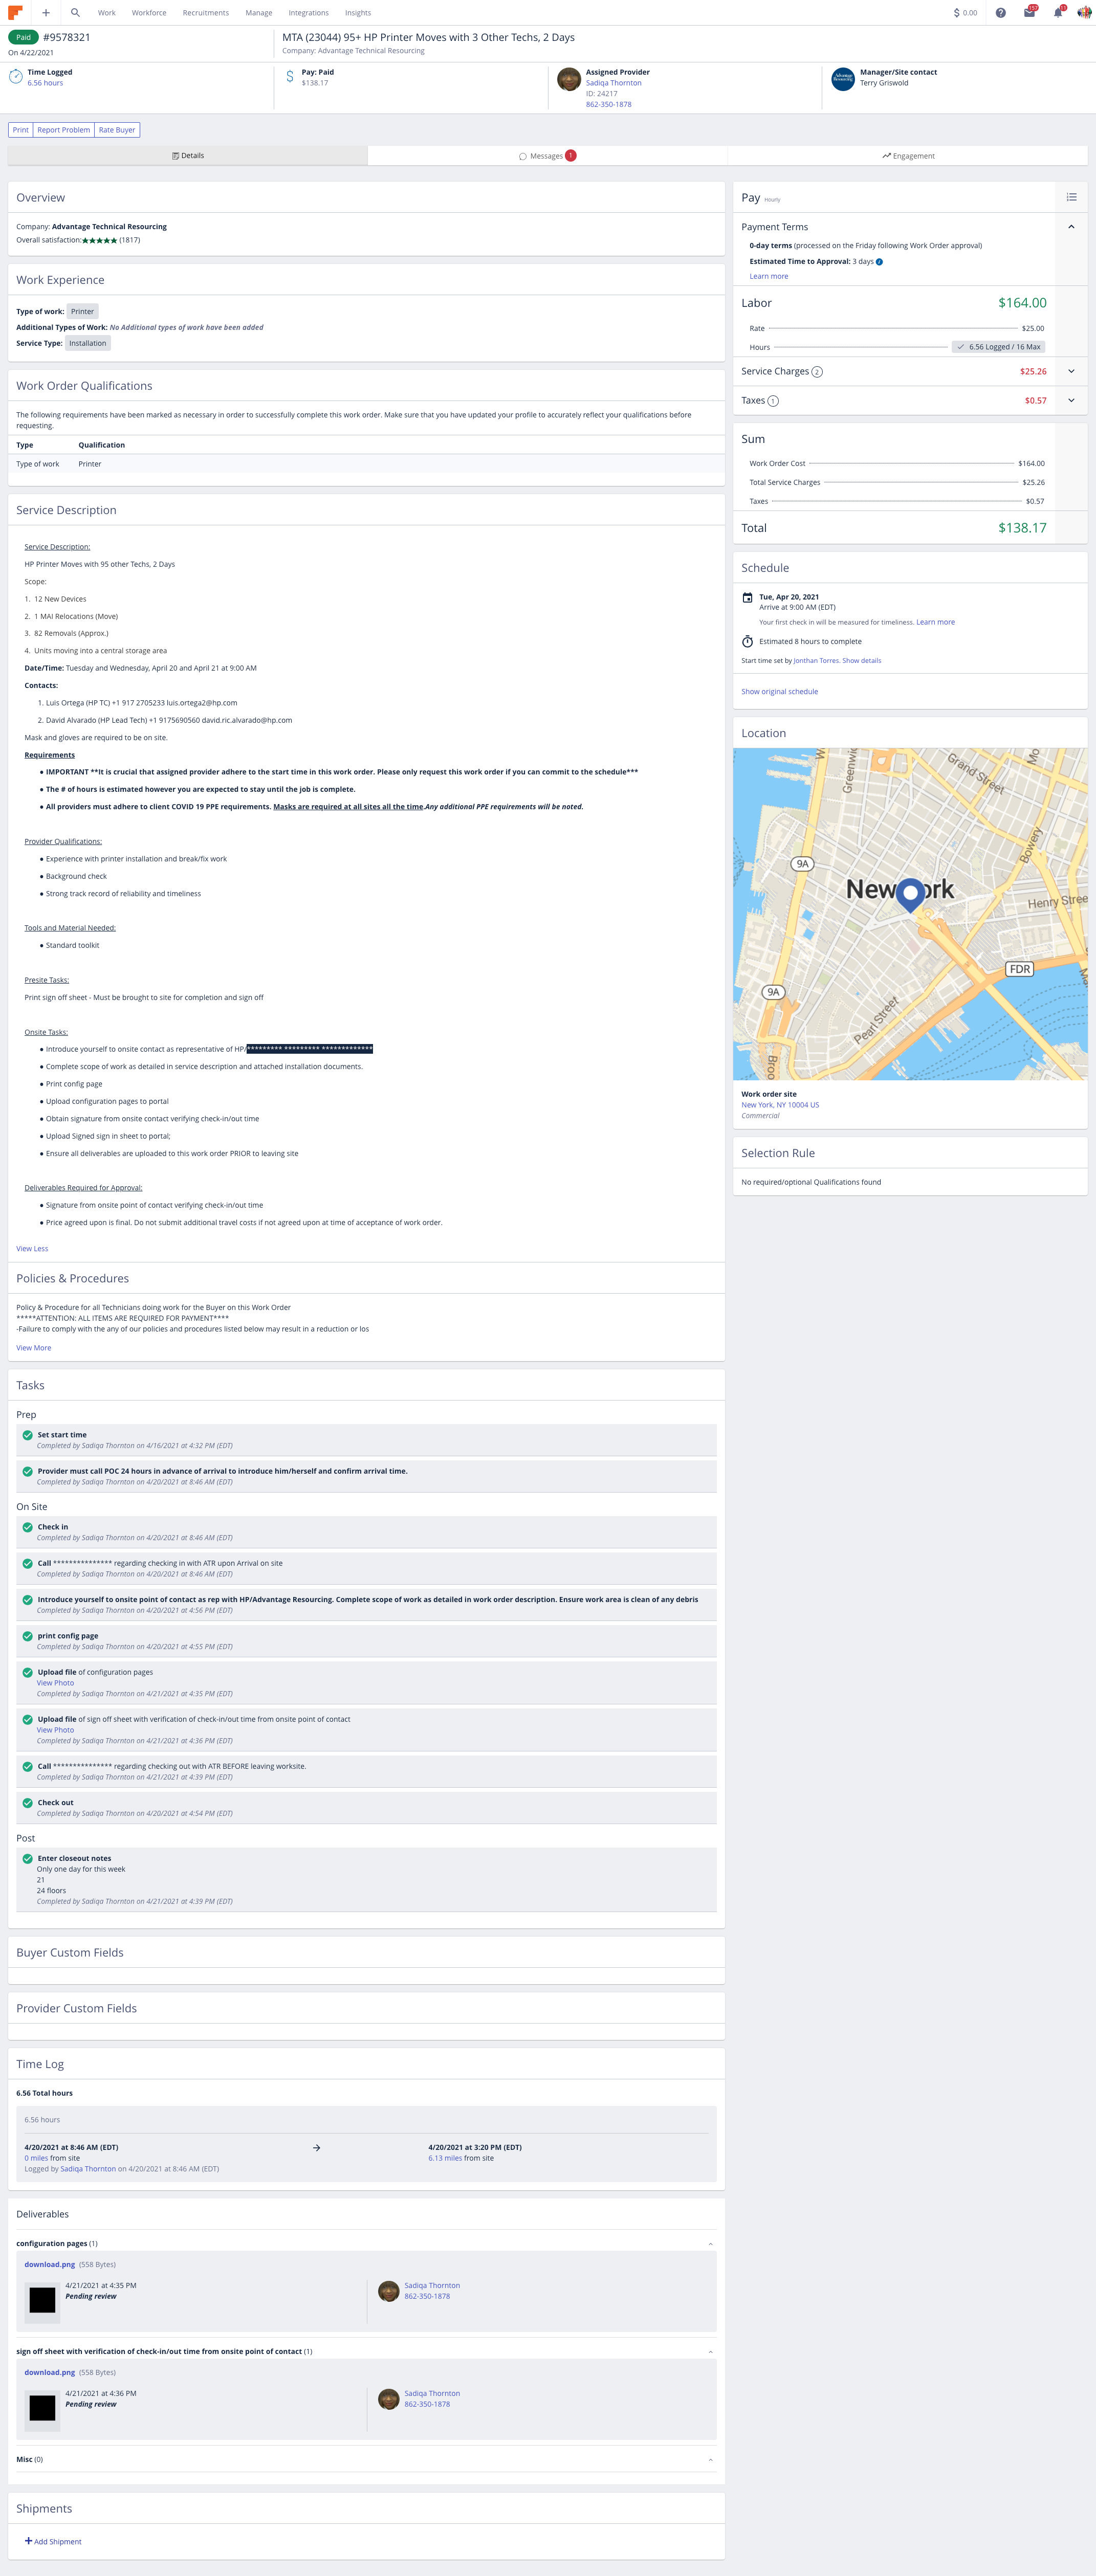 Work Workforce Recruitments Manage Integrations Insights
$ 0.00
157
11
Paid #9578321
On 4/22/2021
MTA (23044) 95+ HP Printer Moves with 3 Other Techs, 2 Days
Company: Advantage Technical Resourcing
Time Logged
6.56 hours
Pay: Paid
$138.17
Assigned Provider
Sadiqa Thornton
ID: 24217
862-350-1878
Manager/Site contact
Terry Griswold
Print Report Problem Rate Buyer
Details
Messages 1
Engagement
Overview
Company: Advantage Technical Resourcing
Overall satisfaction: (1817)
Work Experience
Type of work: Printer
Additional Types of Work: No Additional types of work have been added
Service Type: Installation
Work Order Qualifications
The following requirements have been marked as necessary in order to successfully complete this work order. Make sure that you have updated your profile to accurately reflect your qualifications before
requesting.
Type Qualification
Type of work Printer
Service Description
Service Description:
HP Printer Moves with 95 other Techs, 2 Days
Scope:
1. 12 New Devices
2. 1 MAI Relocations (Move)
3. 82 Removals (Approx.)
4. Units moving into a central storage area
Date/Time: Tuesday and Wednesday, April 20 and April 21 at 9:00 AM
Contacts:
1. Luis Ortega (HP TC) +1 917 2705233 luis.ortega2@hp.com
2. David Alvarado (HP Lead Tech) +1 9175690560 david.ric.alvarado@hp.com
Mask and gloves are required to be on site.
Requirements
● IMPORTANT **It is crucial that assigned provider adhere to the start time in this work order. Please only request this work order if you can commit to the schedule***
● The # of hours is estimated however you are expected to stay until the job is complete.
● All providers must adhere to client COVID 19 PPE requirements. Masks are required at all sites all the time.Any additional PPE requirements will be noted.
Provider Qualifications:
● Experience with printer installation and break/fix work
● Background check
● Strong track record of reliability and timeliness
Tools and Material Needed:
● Standard toolkit
Presite Tasks:
Print sign off sheet - Must be brought to site for completion and sign off
Onsite Tasks:
● Introduce yourself to onsite contact as representative of HP/********* ********* *************
● Complete scope of work as detailed in service description and attached installation documents.
● Print config page
● Upload configuration pages to portal
● Obtain signature from onsite contact verifying check-in/out time
● Upload Signed sign in sheet to portal;
● Ensure all deliverables are uploaded to this work order PRIOR to leaving site
Deliverables Required for Approval:
● Signature from onsite point of contact verifying check-in/out time
● Price agreed upon is final. Do not submit additional travel costs if not agreed upon at time of acceptance of work order.
View Less
Policies & Procedures
Policy & Procedure for all Technicians doing work for the Buyer on this Work Order
*****ATTENTION: ALL ITEMS ARE REQUIRED FOR PAYMENT****
-Failure to comply with the any of our policies and procedures listed below may result in a reduction or los
View More
Tasks
Prep
Set start time
Completed by Sadiqa Thornton on 4/16/2021 at 4:32 PM (EDT)
Provider must call POC 24 hours in advance of arrival to introduce him/herself and confirm arrival time.
Completed by Sadiqa Thornton on 4/20/2021 at 8:46 AM (EDT)
On Site
Check in
Completed by Sadiqa Thornton on 4/20/2021 at 8:46 AM (EDT)
Call *************** regarding checking in with ATR upon Arrival on site
Completed by Sadiqa Thornton on 4/20/2021 at 8:46 AM (EDT)
Introduce yourself to onsite point of contact as rep with HP/Advantage Resourcing. Complete scope of work as detailed in work order description. Ensure work area is clean of any debris
Completed by Sadiqa Thornton on 4/20/2021 at 4:56 PM (EDT)
print config page
Completed by Sadiqa Thornton on 4/20/2021 at 4:55 PM (EDT)
Upload file of configuration pages
View Photo
Completed by Sadiqa Thornton on 4/21/2021 at 4:35 PM (EDT)
Upload file of sign off sheet with verification of check-in/out time from onsite point of contact
View Photo
Completed by Sadiqa Thornton on 4/21/2021 at 4:36 PM (EDT)
Call *************** regarding checking out with ATR BEFORE leaving worksite.
Completed by Sadiqa Thornton on 4/21/2021 at 4:39 PM (EDT)
Check out
Completed by Sadiqa Thornton on 4/20/2021 at 4:54 PM (EDT)
Post
Enter closeout notes
Only one day for this week
21
24 floors
Completed by Sadiqa Thornton on 4/21/2021 at 4:39 PM (EDT)
Buyer Custom Fields
Provider Custom Fields
Time Log
6.56 Total hours
6.56 hours
4/20/2021 at 8:46 AM (EDT)
0 miles from site
Logged by Sadiqa Thornton on 4/20/2021 at 8:46 AM (EDT)
4/20/2021 at 3:20 PM (EDT)
6.13 miles from site
Deliverables
configuration pages (1)
download.png (558 Bytes)
4/21/2021 at 4:35 PM
Pending review
Sadiqa Thornton
862-350-1878
sign off sheet with verification of check-in/out time from onsite point of contact (1)
download.png (558 Bytes)
4/21/2021 at 4:36 PM
Pending review
Sadiqa Thornton
862-350-1878
Misc (0)
Shipments
+ Add Shipment
Pay Hourly
Payment Terms
0-day terms (processed on the Friday following Work Order approval)
Estimated Time to Approval: 3 days
Learn more
Labor $164.00
Rate $25.00
Hours 6.56 Logged / 16 Max
Service Charges 2 $25.26
Taxes 1 $0.57
Sum
Work Order Cost $164.00
Total Service Charges $25.26
Taxes $0.57
Total $138.17
Schedule
Tue, Apr 20, 2021
Arrive at 9:00 AM (EDT)
Your first check in will be measured for timeliness. Learn more
Estimated 8 hours to complete
Start time set by Jonthan Torres. Show details
Show original schedule
Location
Greenwich
Grand Street
9A
Bowery
New York
Henry Street
FDR
9A
Pearl Street
Work order site
New York, NY 10004 US
Commercial
Selection Rule
No required/optional Qualifications found